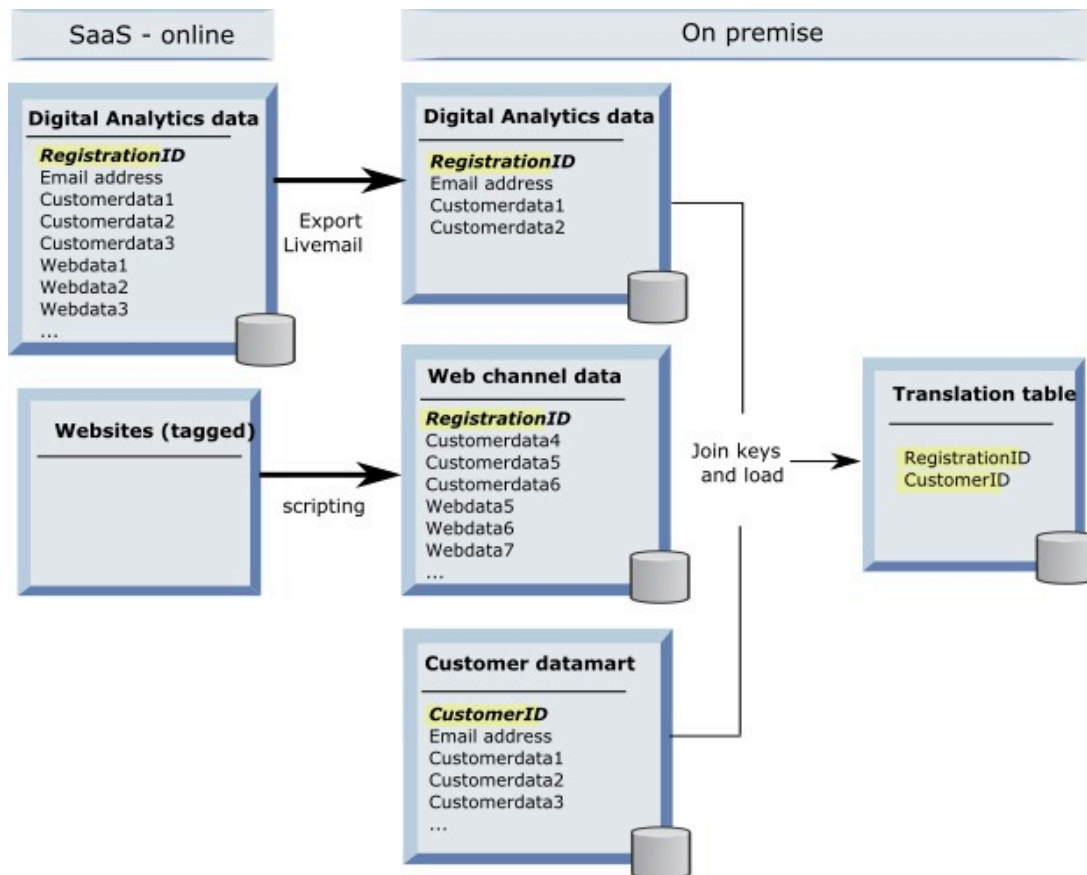 SaaS - online
On premise
Digital Analytics data
RegistrationID
Email address
Customerdata1
Customerdata2
Customerdata3
Webdata1
Webdata2
Webdata3
...
Export
Livemail
Digital Analytics data
RegistrationID
Email address
Customerdata1
Customerdata2
Websites (tagged)
scripting
Web channel data
RegistrationID
Customerdata4
Customerdata5
Customerdata6
Webdata5
Webdata6
Webdata7
...
Customer datamart
CustomerID
Email address
Customerdata1
Customerdata2
Customerdata3
...
Join keys
and load
Translation table
RegistrationID
CustomerID